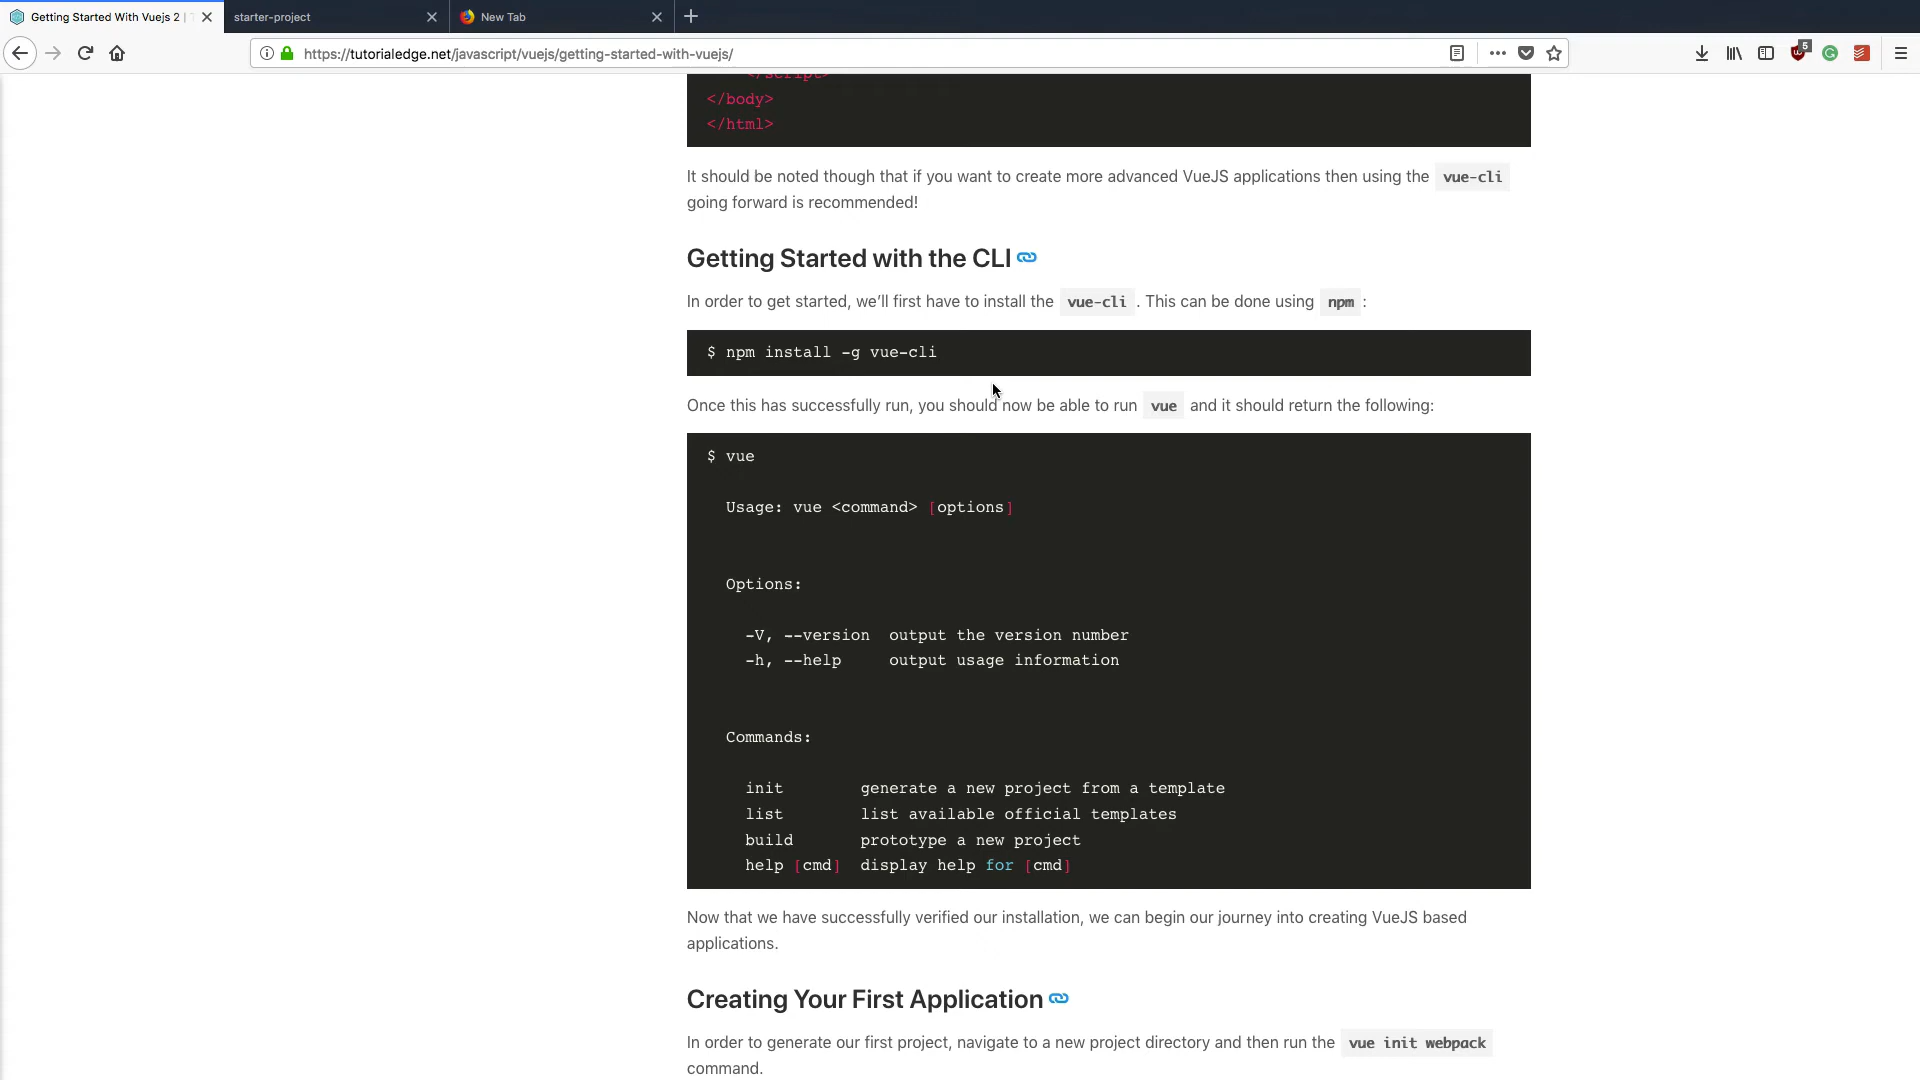 Getting Started With Vuejs 2 |
starter-project
New Tab
https://tutorialedge.net/javascript/vuejs/getting-started-with-vuejs/
5
</script>
</body>
</html>
It should be noted though that if you want to create more advanced VueJS applications then using the vue-cli
going forward is recommended!
Getting Started with the CLI
In order to get started, we’ll first have to install the vue-cli . This can be done using npm :
$ npm install -g vue-cli
Once this has successfully run, you should now be able to run vue and it should return the following:
$ vue
Usage: vue <command> [options]
Options:
-V, --version output the version number
-h, --help output usage information
Commands:
init generate a new project from a template
list list available official templates
build prototype a new project
help [cmd] display help for [cmd]
Now that we have successfully verified our installation, we can begin our journey into creating VueJS based
applications.
Creating Your First Application
In order to generate our first project, navigate to a new project directory and then run the vue init webpack
command.